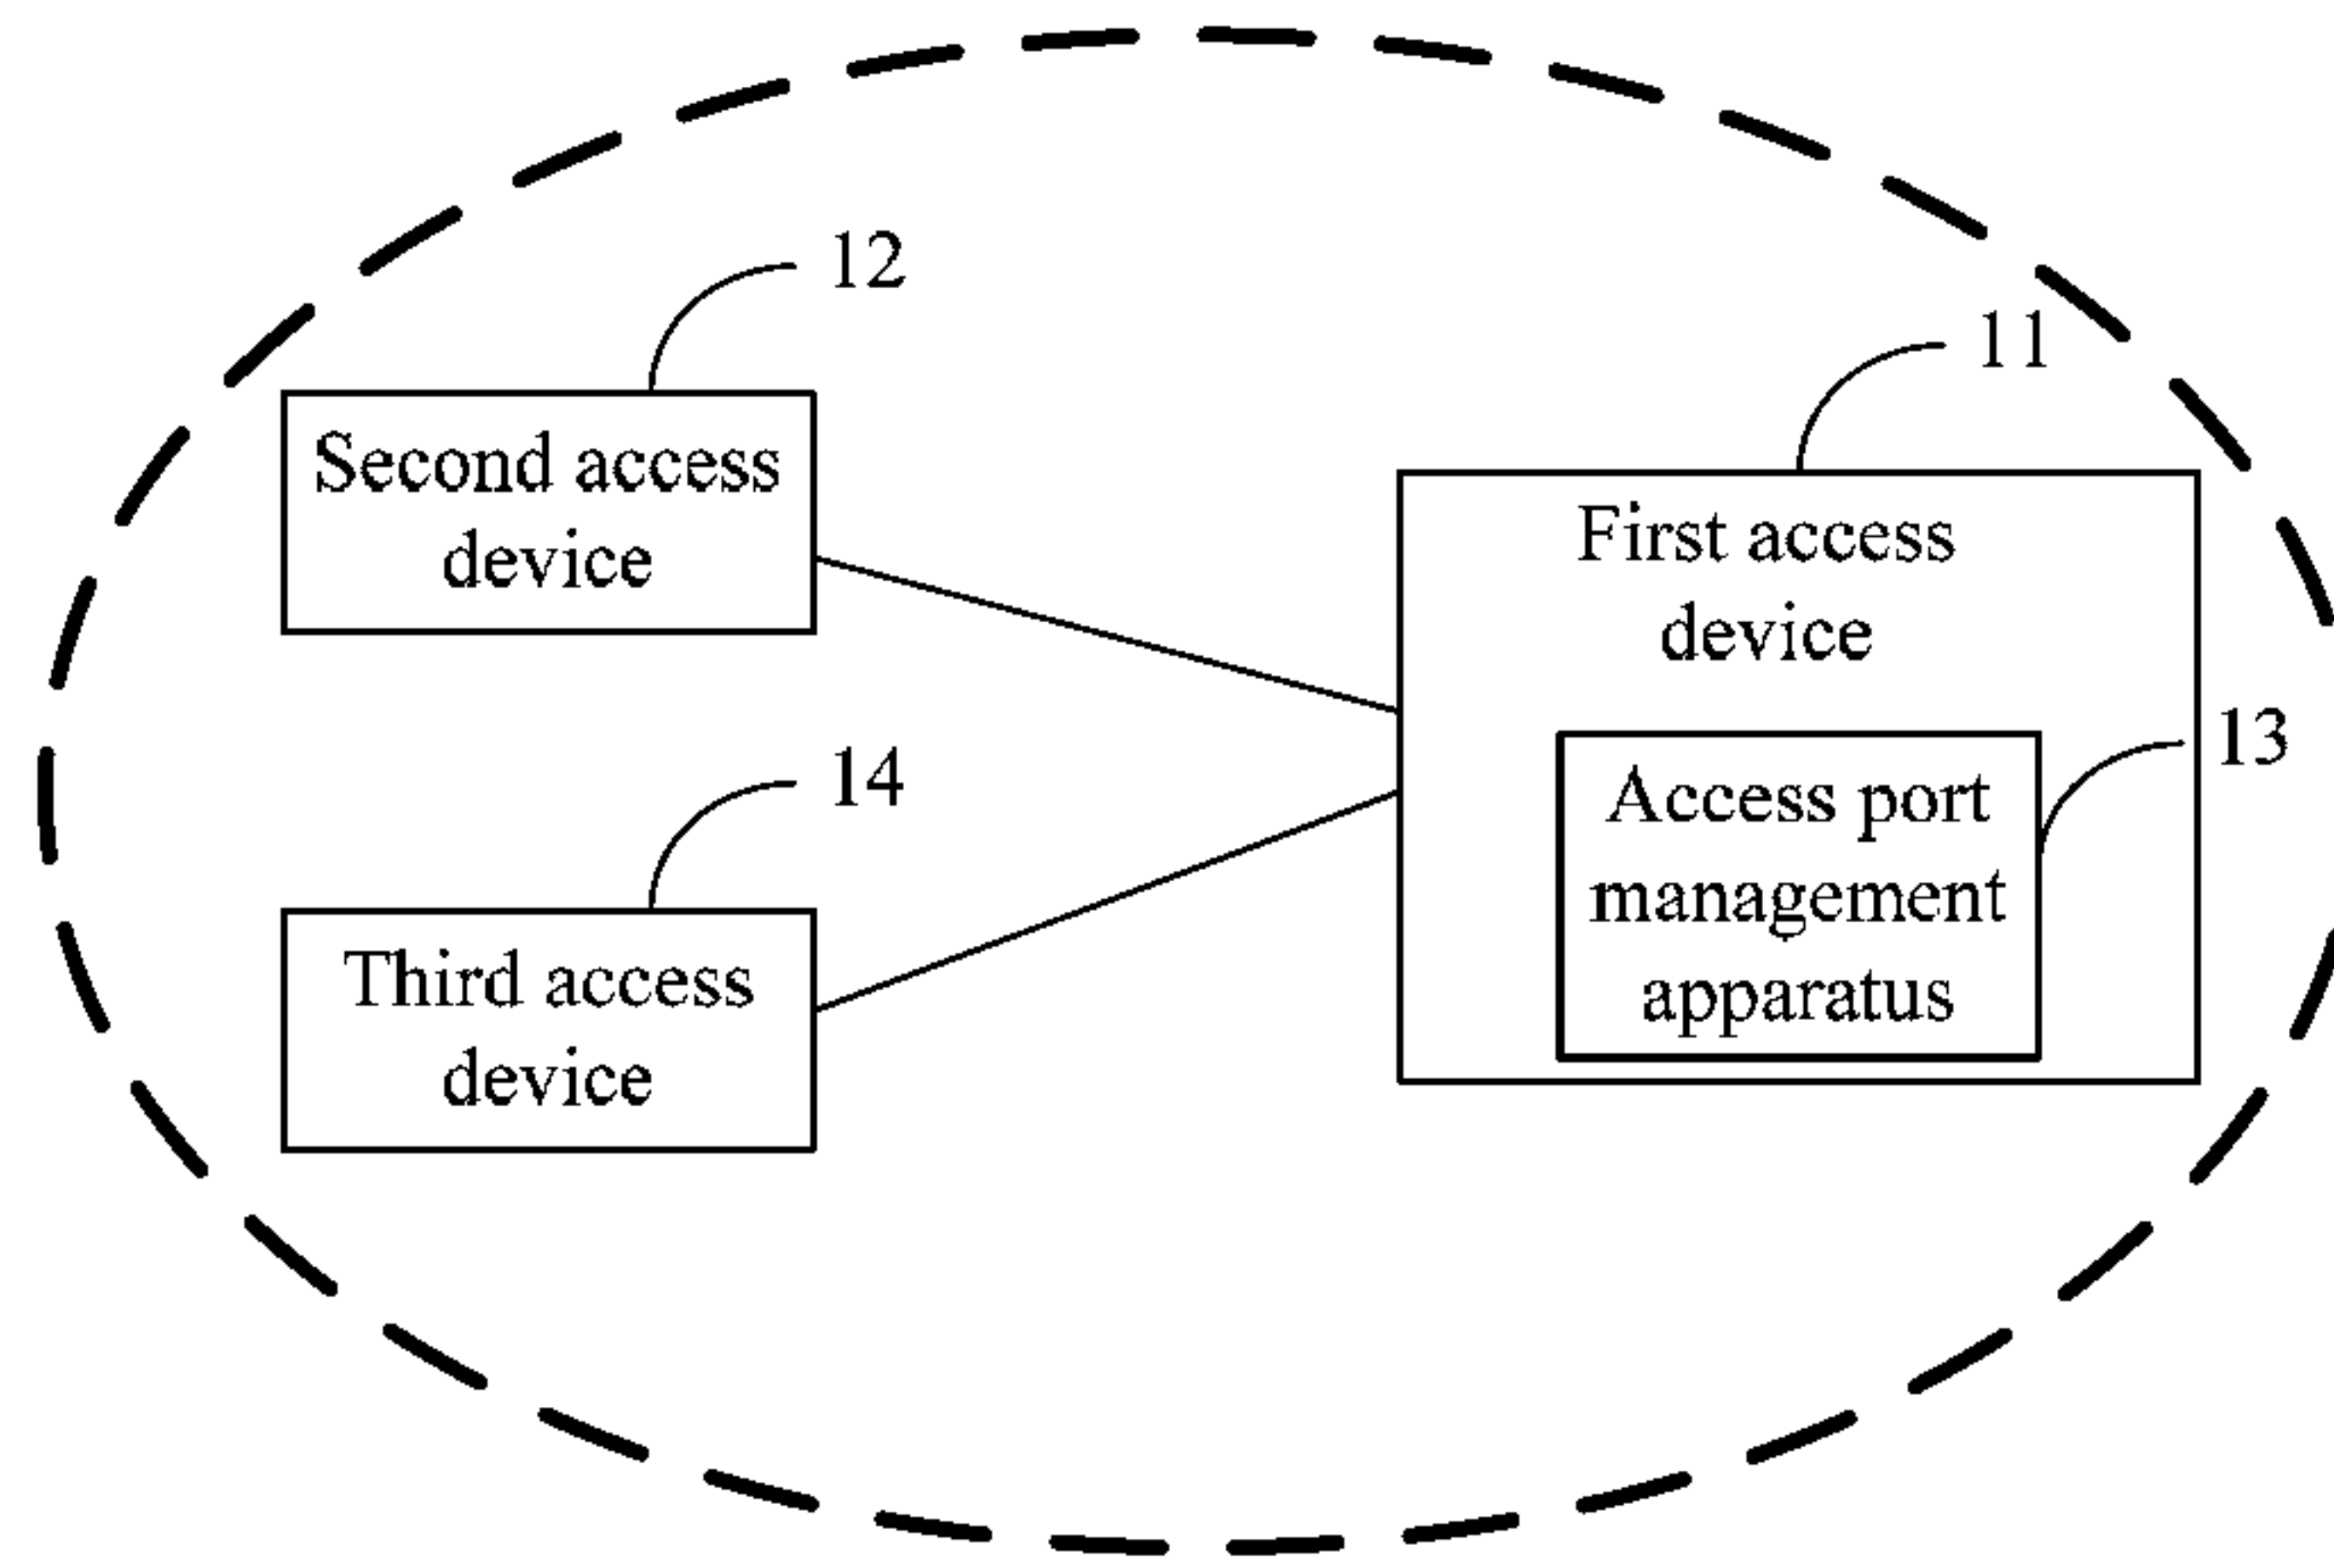 12
11
Second access
device
First access
device
13
14
Access port
management
apparatus
Third access
device